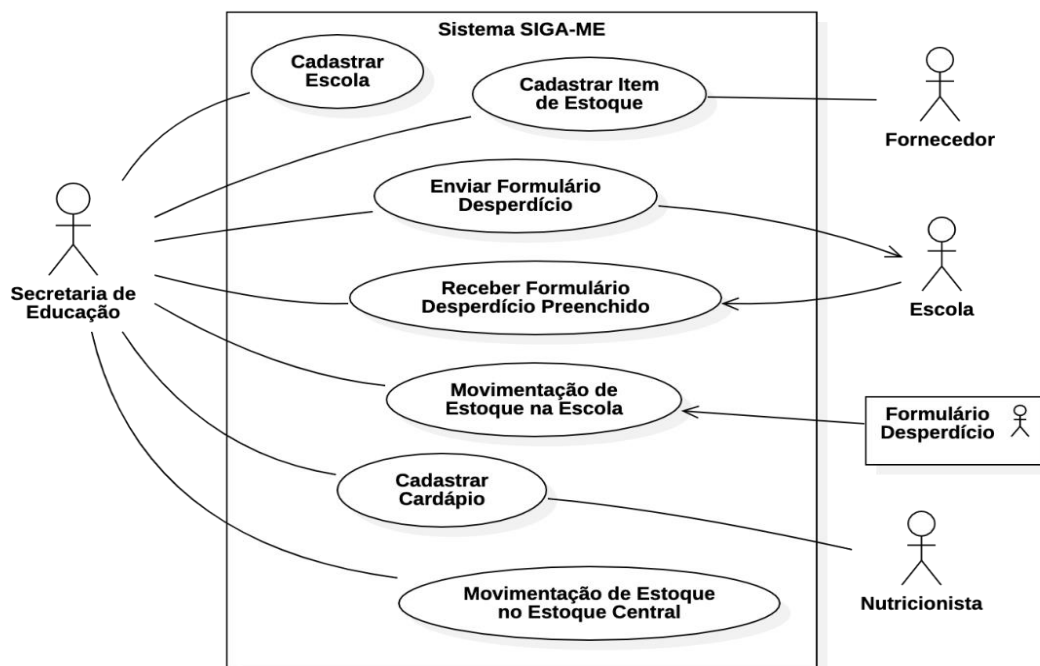 Sistema SIGA-ME
Cadastrar
Escola
Cadastrar Item
de Estoque
Fornecedor
Enviar Formulário
Desperdício
Secretaria de
Educação
Receber Formulário
Desperdício Preenchido
Escola
Movimentação de
Estoque na Escola
Formulário
Desperdício
Cadastrar
Cardápio
Nutricionista
Movimentação de Estoque
no Estoque Central